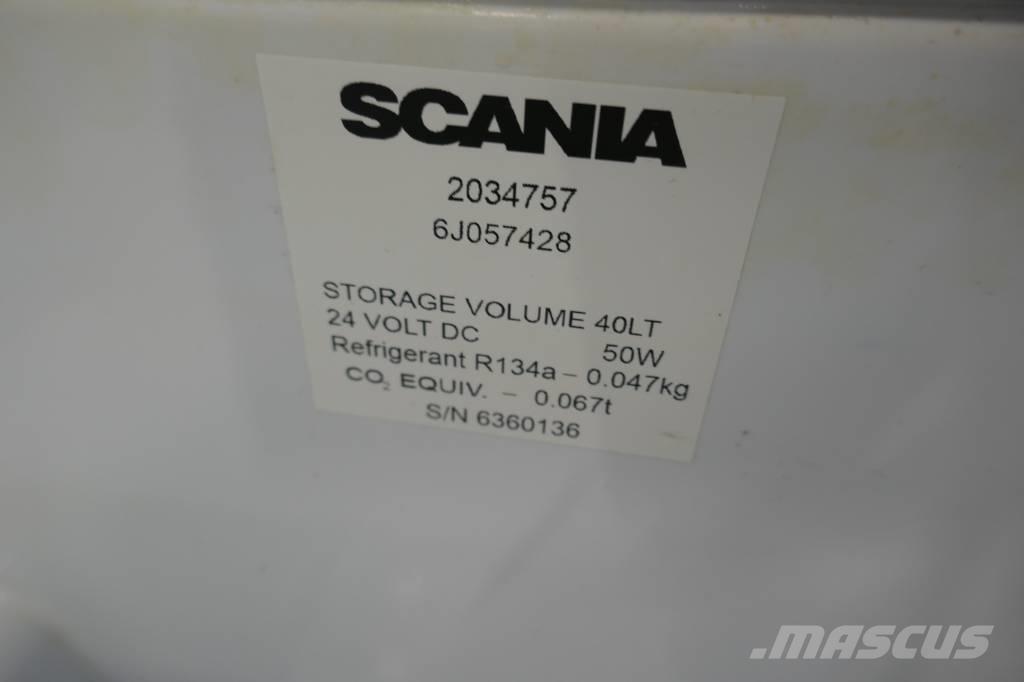 SCANIA
2034757
6J057428
STORAGE VOLUME 40LT
24 VOLT DC 50W
Refrigerant R134a – 0.047kg
CO₂ EQUIV. – 0.067t
S/N 6360136
.MASCUS